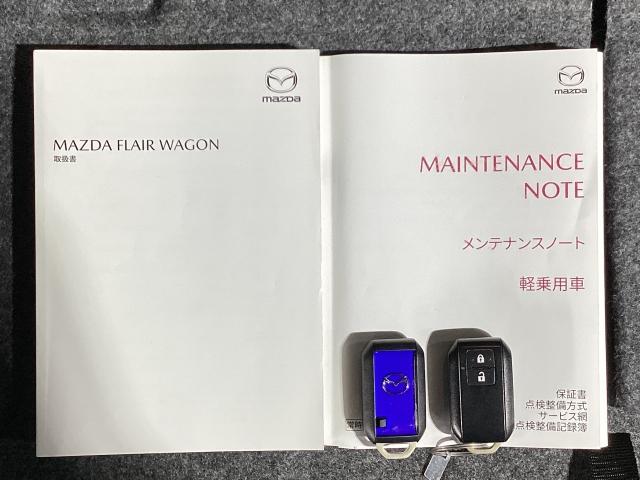 mazda
MAZDA FLAIR WAGON
取扱書
mazda
MAINTENANCE
NOTE
メンテナンスノート
軽乗用車
保証書
点検整備方式
サービス網
点検整備記録簿